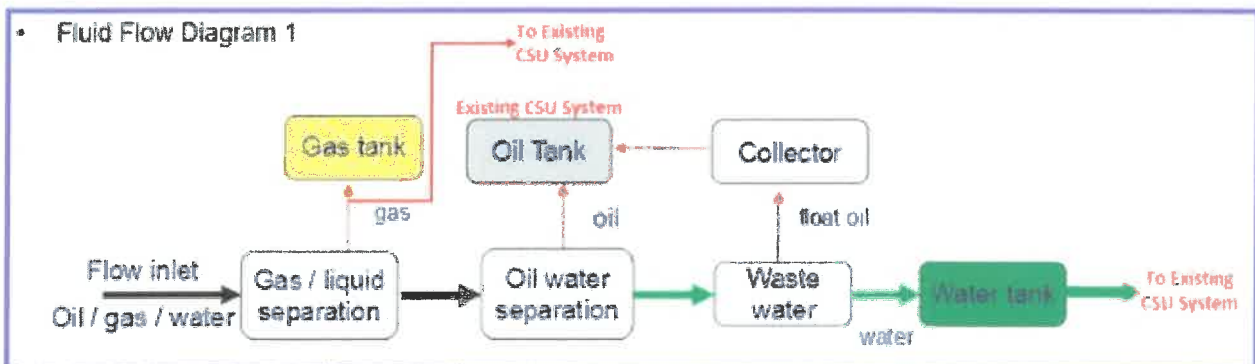 • Fluid Flow Diagram 1
To Existing
CSU System
Existing CSU System
Gas tank
Oil Tank
Collector
gas
oil
float oil
Flow inlet
Oil / gas / water
Gas / liquid
separation
Oil water
separation
Waste
water
water
Water tank
To Existing
CSU System